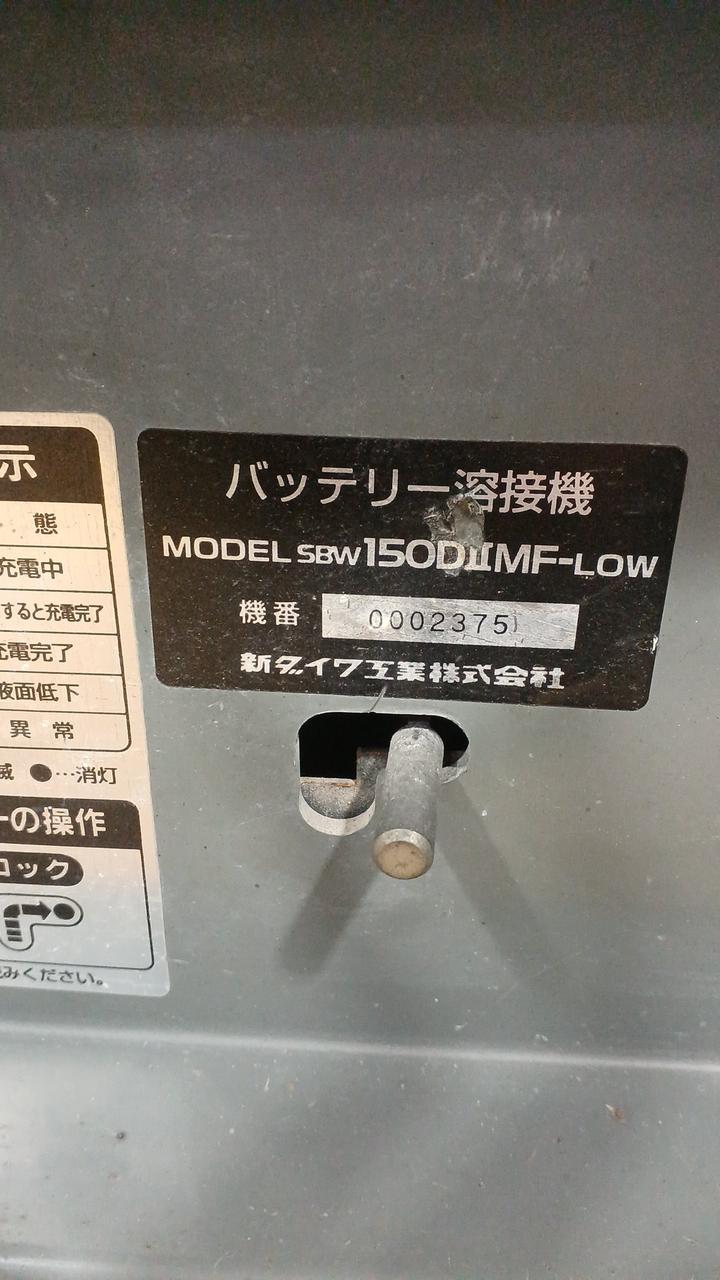 示
態
充電中
すると充電完了
充電完了
液面低下
異常
滅 ●…消灯
ーの操作
ロック
みください。
バッテリー溶接機
MODEL SBW150DⅡMF-LOW
機番 0002375
新ダイワ工業株式会社